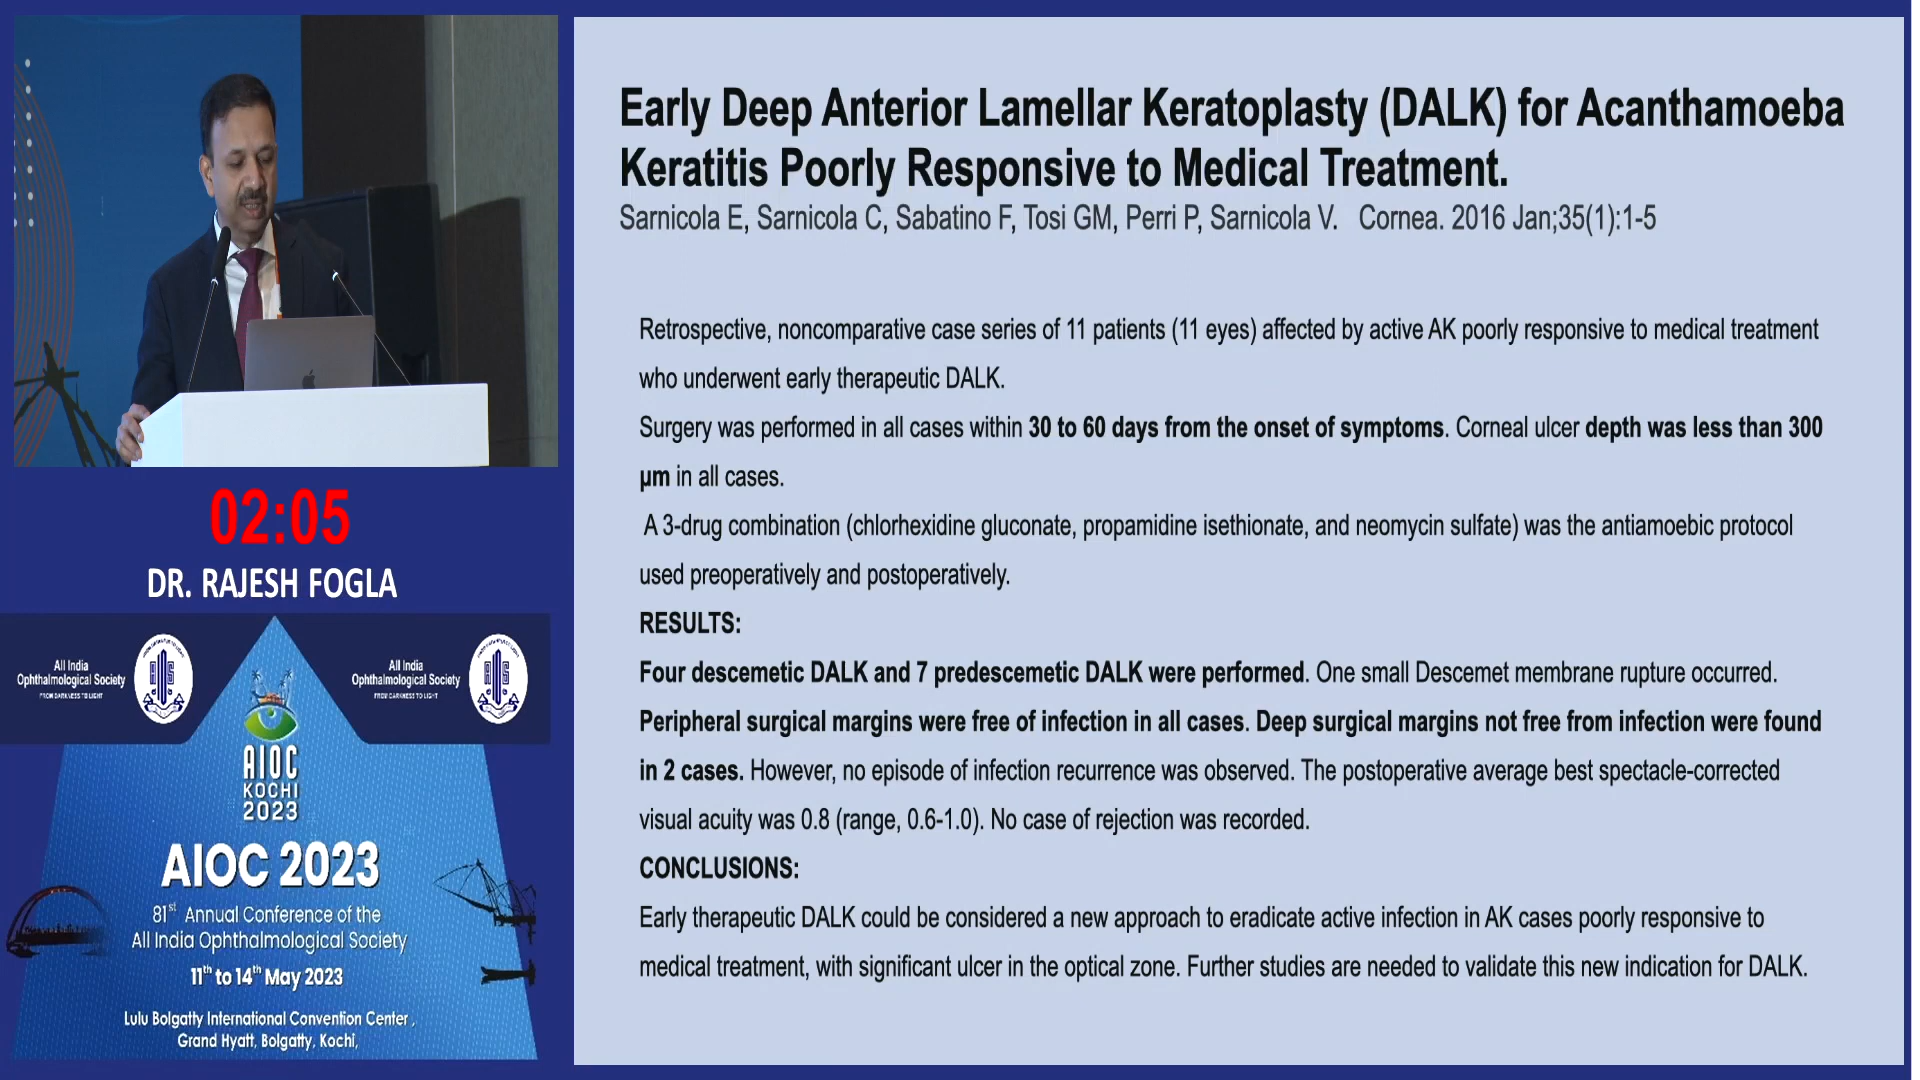 Early Deep Anterior Lamellar Keratoplasty (DALK) for Acanthamoeba
Keratitis Poorly Responsive to Medical Treatment.
Sarnicola E, Sarnicola C, Sabatino F, Tosi GM, Perri P, Sarnicola V. Cornea. 2016 Jan;35(1):1-5
Retrospective, noncomparative case series of 11 patients (11 eyes) affected by active AK poorly responsive to medical treatment
who underwent early therapeutic DALK.
Surgery was performed in all cases within 30 to 60 days from the onset of symptoms. Corneal ulcer depth was less than 300
µm in all cases.
A 3-drug combination (chlorhexidine gluconate, propamidine isethionate, and neomycin sulfate) was the antiamoebic protocol
used preoperatively and postoperatively.
RESULTS:
Four descemetic DALK and 7 predescemetic DALK were performed. One small Descemet membrane rupture occurred.
Peripheral surgical margins were free of infection in all cases. Deep surgical margins not free from infection were found
in 2 cases. However, no episode of infection recurrence was observed. The postoperative average best spectacle-corrected
visual acuity was 0.8 (range, 0.6-1.0). No case of rejection was recorded.
CONCLUSIONS:
Early therapeutic DALK could be considered a new approach to eradicate active infection in AK cases poorly responsive to
medical treatment, with significant ulcer in the optical zone. Further studies are needed to validate this new indication for DALK.
02:05
DR. RAJESH FOGLA
All India
Ophthalmological Society
FROM DARKNESS TO LIGHT
All India
Ophthalmological Society
FROM DARKNESS TO LIGHT
AIOC
KOCHI
2023
AIOC 2023
81st Annual Conference of the
All India Ophthalmological Society
11th to 14th May 2023
Lulu Bolgatty International Convention Center ,
Grand Hyatt, Bolgatty, Kochi,